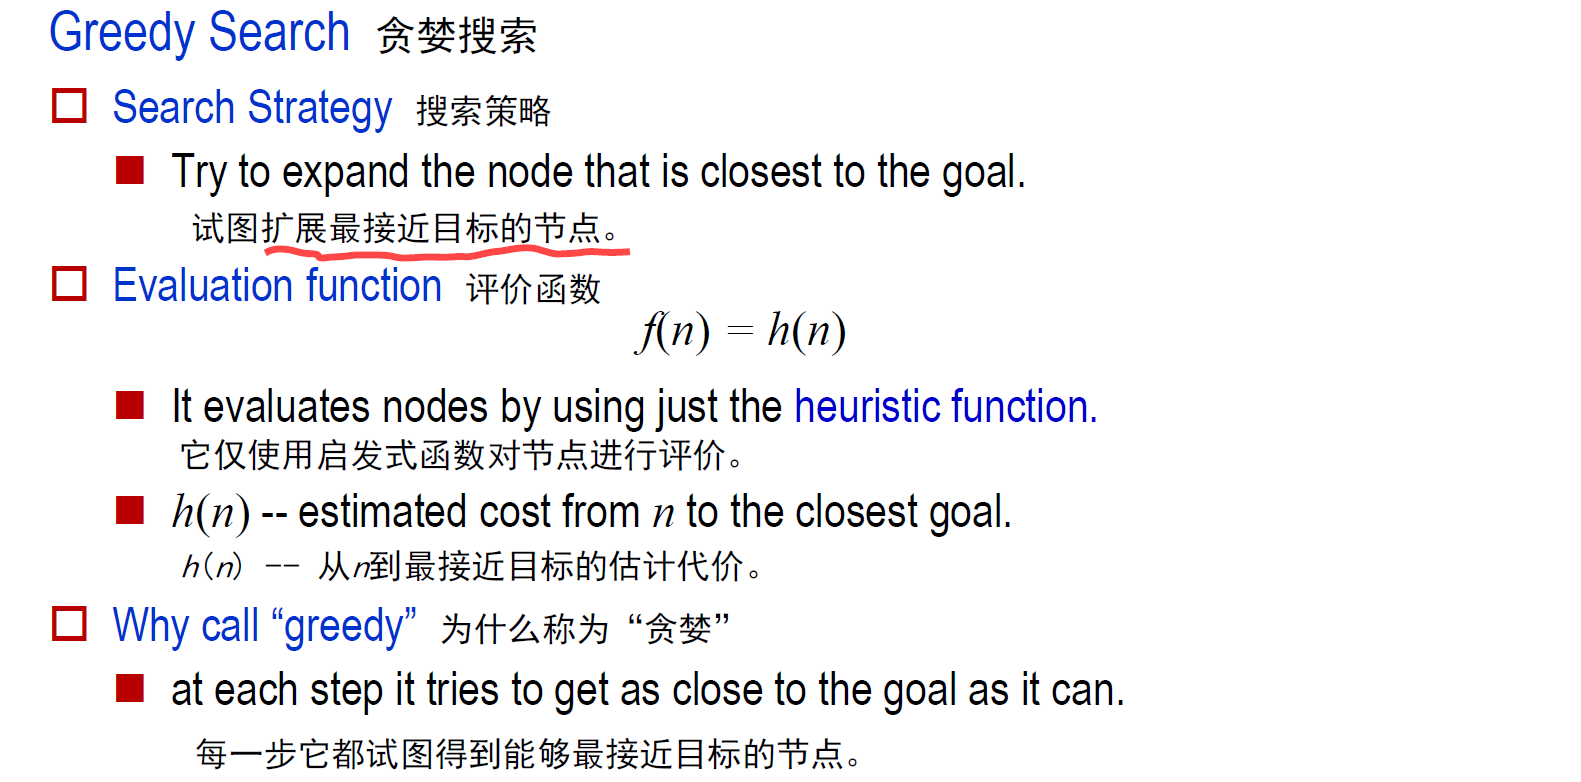 Greedy Search 贪婪搜索
Search Strategy 搜索策略
Try to expand the node that is closest to the goal.
试图扩展最接近目标的节点。
Evaluation function 评价函数
f(n) = h(n)
It evaluates nodes by using just the heuristic function.
它仅使用启发式函数对节点进行评价。
h(n) -- estimated cost from n to the closest goal.
h(n) -- 从n到最接近目标的估计代价。
Why call “greedy” 为什么称为 “贪婪”
at each step it tries to get as close to the goal as it can.
每一步它都试图得到能够最接近目标的节点。